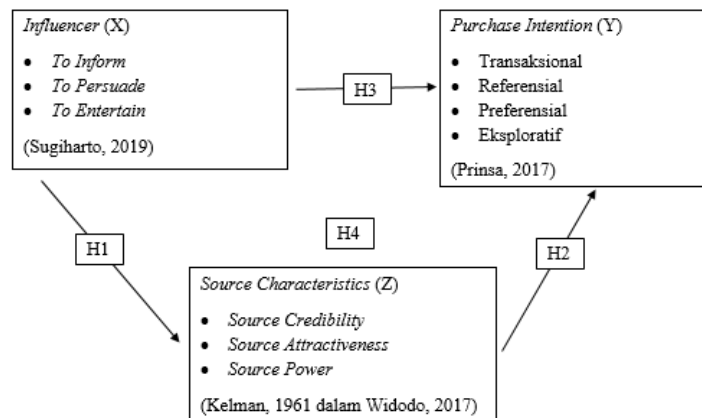 Influencer (X)
• To Inform
• To Persuade
• To Entertain
(Sugiharto, 2019)
H3
Purchase Intention (Y)
• Transaksional
• Referensial
• Preferensial
• Eksploratif
(Prinsa, 2017)
H1
H4
H2
Source Characteristics (Z)
• Source Credibility
• Source Attractiveness
• Source Power
(Kelman, 1961 dalam Widodo, 2017)